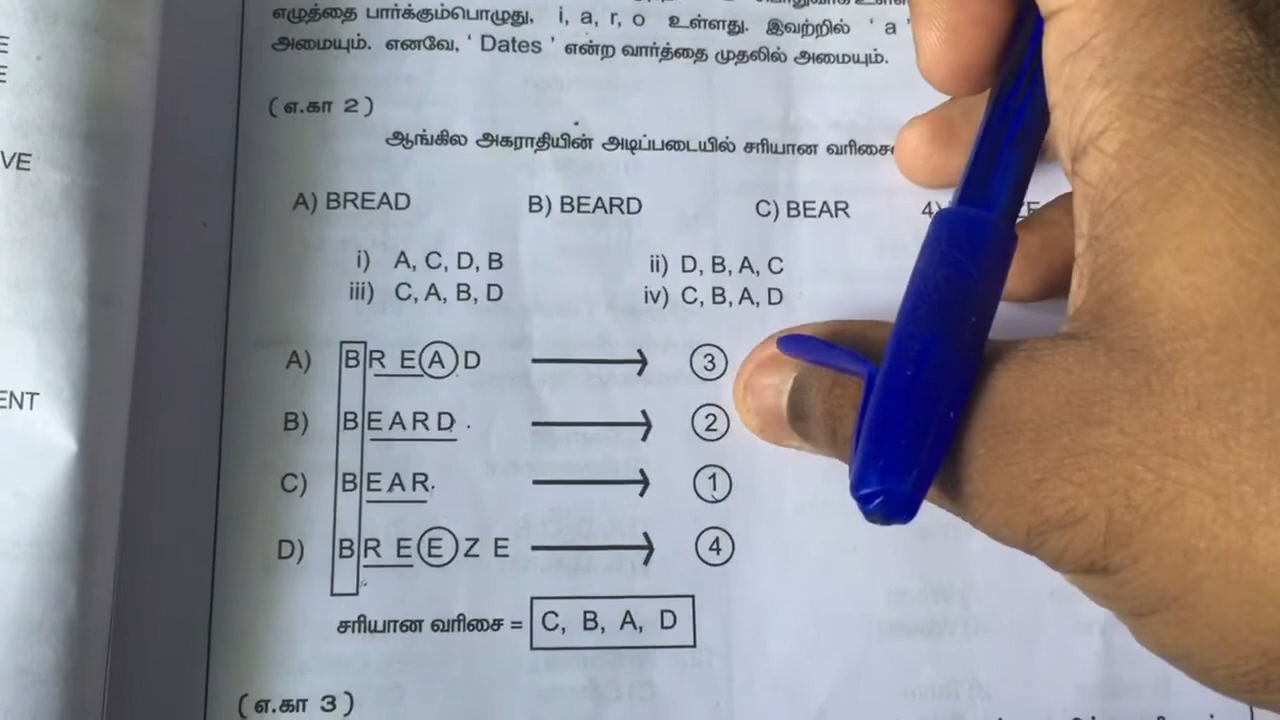 E
E
VE
ENT
எழுத்தை பார்க்கும்பொழுது, i, a, r, o உள்ளது. இவற்றில் ‘ a ’
அமையும். எனவே, ‘ Dates ’ என்ற வார்த்தை முதலில் அமையும்.
( எ.கா 2 )
ஆங்கில அகராதியின் அடிப்படையில் சரியான
A) BREAD B) BEARD C) BEAR 4)
i) A, C, D, B ii) D, B, A, C
iii) C, A, B, D iv) C, B, A, D
A) BREAD → 3
B) BEARD . → 2
C) BEAR. → 1
D) BREEZE → 4
சரியான வரிசை = C, B, A, D
( எ.கா 3 )